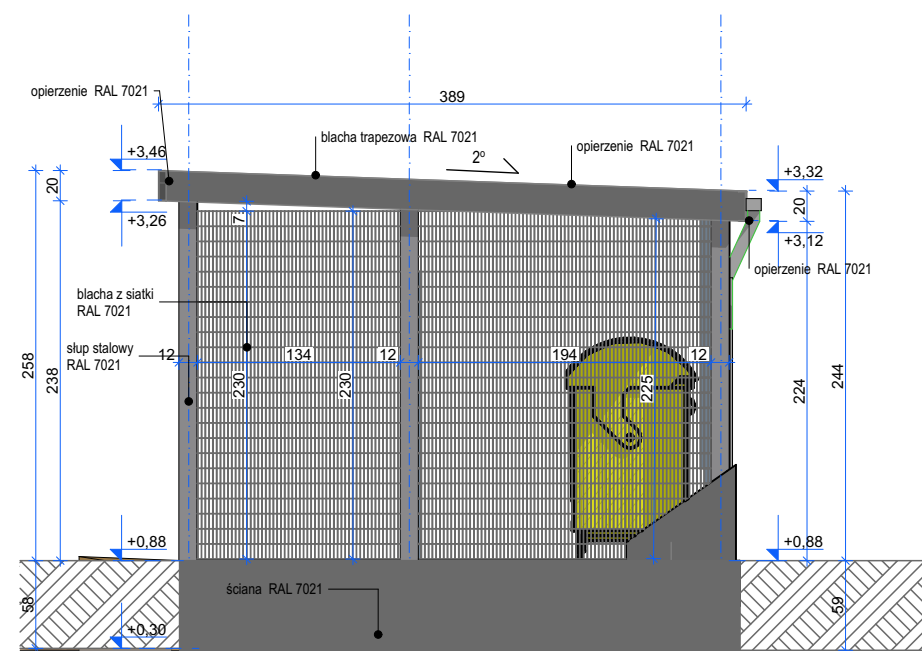 opierzenie RAL 7021
389
blacha trapezowa RAL 7021
2º
opierzenie RAL 7021
+3,46
+3,32
20
20
+3,26
7
+3,12
opierzenie RAL 7021
blacha z siatki
RAL 7021
słup stalowy
RAL 7021
12
134
12
194
12
258
238
230
230
225
224
244
+0,88
+0,88
ściana RAL 7021
58
59
+0,30